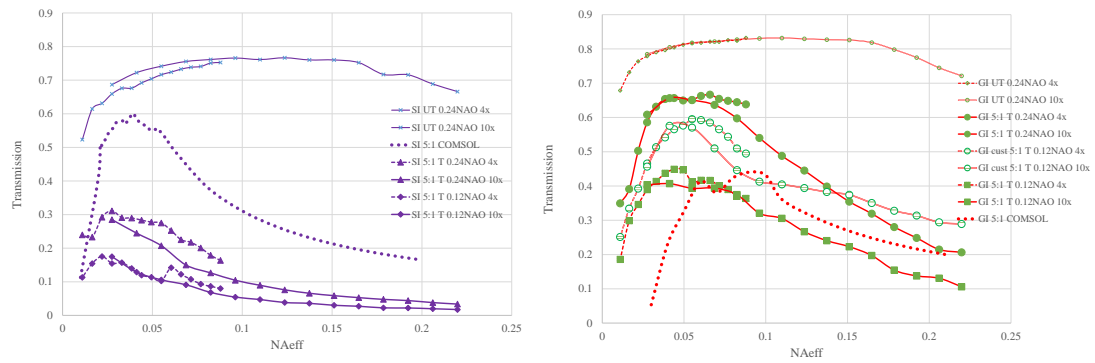 0.9
0.8
0.7
0.6
0.5
0.4
0.3
0.2
0.1
0
0
0.05
0.1
0.15
0.2
0.25
Transmission
NAeff
SI UT 0.24NAO 4x
SI UT 0.24NAO 10x
SI 5:1 COMSOL
SI 5:1 T 0.24NAO 4x
SI 5:1 T 0.24NAO 10x
SI 5:1 T 0.12NAO 4x
SI 5:1 T 0.12NAO 10x
0.9
0.8
0.7
0.6
0.5
0.4
0.3
0.2
0.1
0
0
0.05
0.1
0.15
0.2
0.25
Transmission
NAeff
GI UT 0.24NAO 4x
GI UT 0.24NAO 10x
GI 5:1 T 0.24NAO 4x
GI 5:1 T 0.24NAO 10x
GI cust 5:1 T 0.12NAO 4x
GI cust 5:1 T 0.12NAO 10x
GI 5:1 T 0.12NAO 4x
GI 5:1 T 0.12NAO 10x
GI 5:1 COMSOL